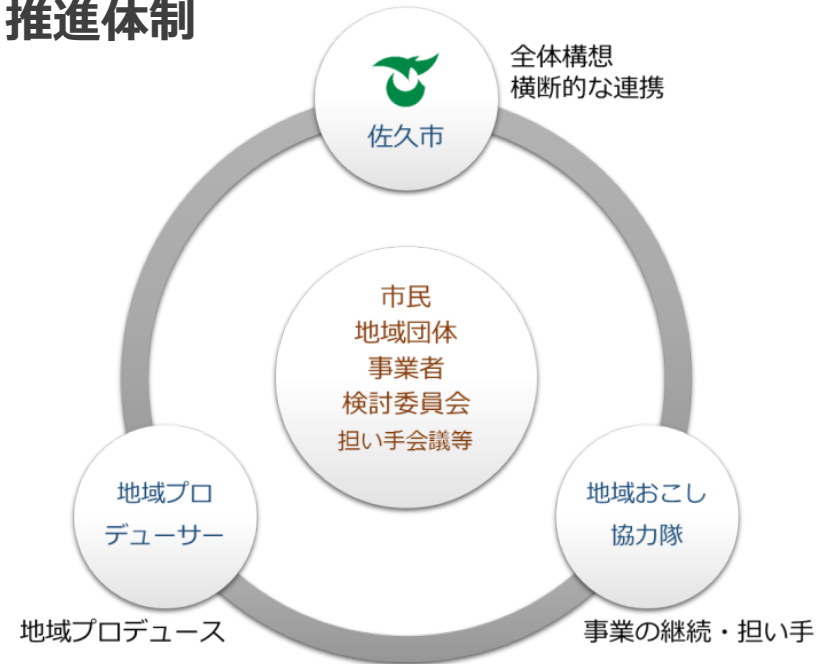 推進体制
佐久市
全体構想
横断的な連携
市民
地域団体
事業者
検討委員会
担い手会議等
地域プロ
デューサー
地域プロデュース
地域おこし
協力隊
事業の継続・担い手